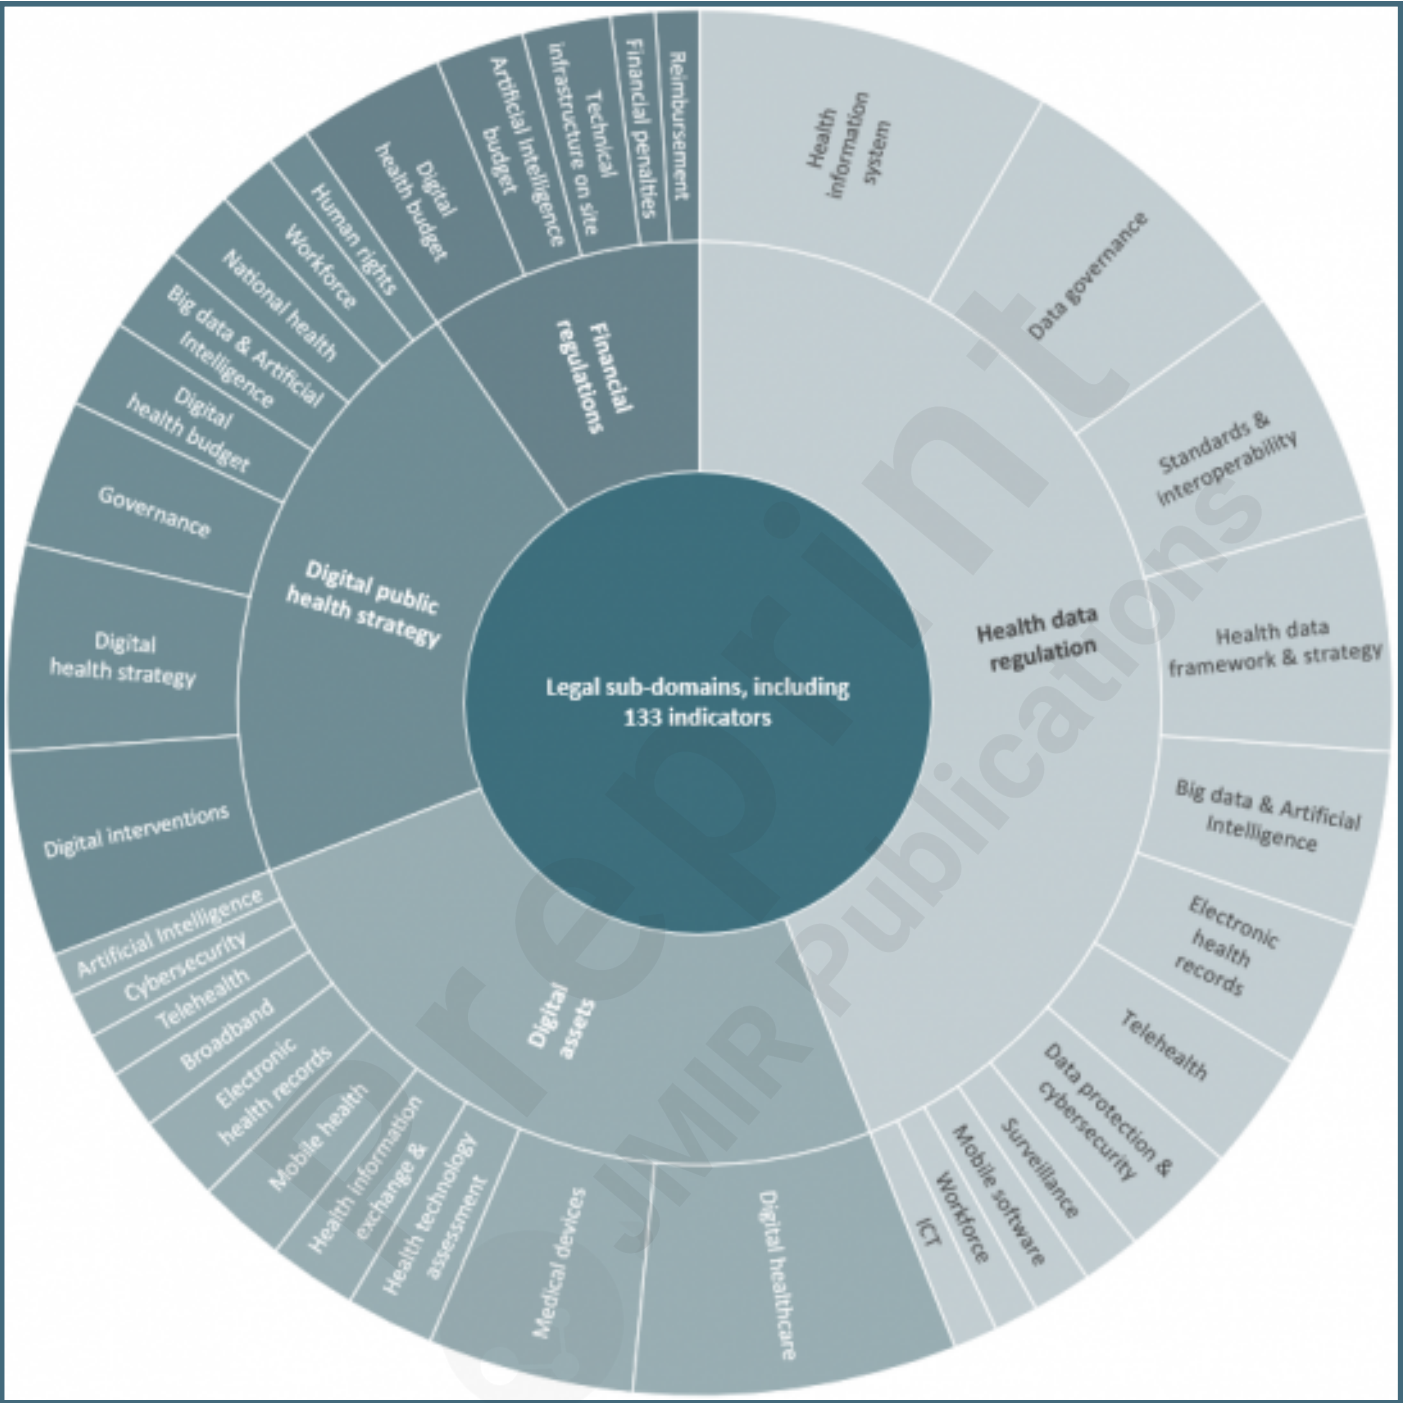 Legal sub-domains, including
133 indicators
Health data
regulation
Health
information
system
Data governance
Standards &
interoperability
Health data
framework & strategy
Big data & Artificial
Intelligence
Electronic
health
records
Telehealth
Data protection &
cybersecurity
Surveillance
Mobile software
Workforce
ICT
Digital
assets
Digital healthcare
Medical devices
Health technology
assessment
Health information
exchange &
Mobile health
Electronic
health records
Broadband
Telehealth
Cybersecurity
Artificial Intelligence
Digital public
health strategy
Digital interventions
Digital
health strategy
Governance
Digital
health budget
Big data & Artificial
Intelligence
National health
Workforce
Human rights
Financial
regulations
Digital
health budget
Artificial Intelligence
budget
Technical
infrastructure on site
Financial penalties
Reimbursement
Preprint
JMIR Publications